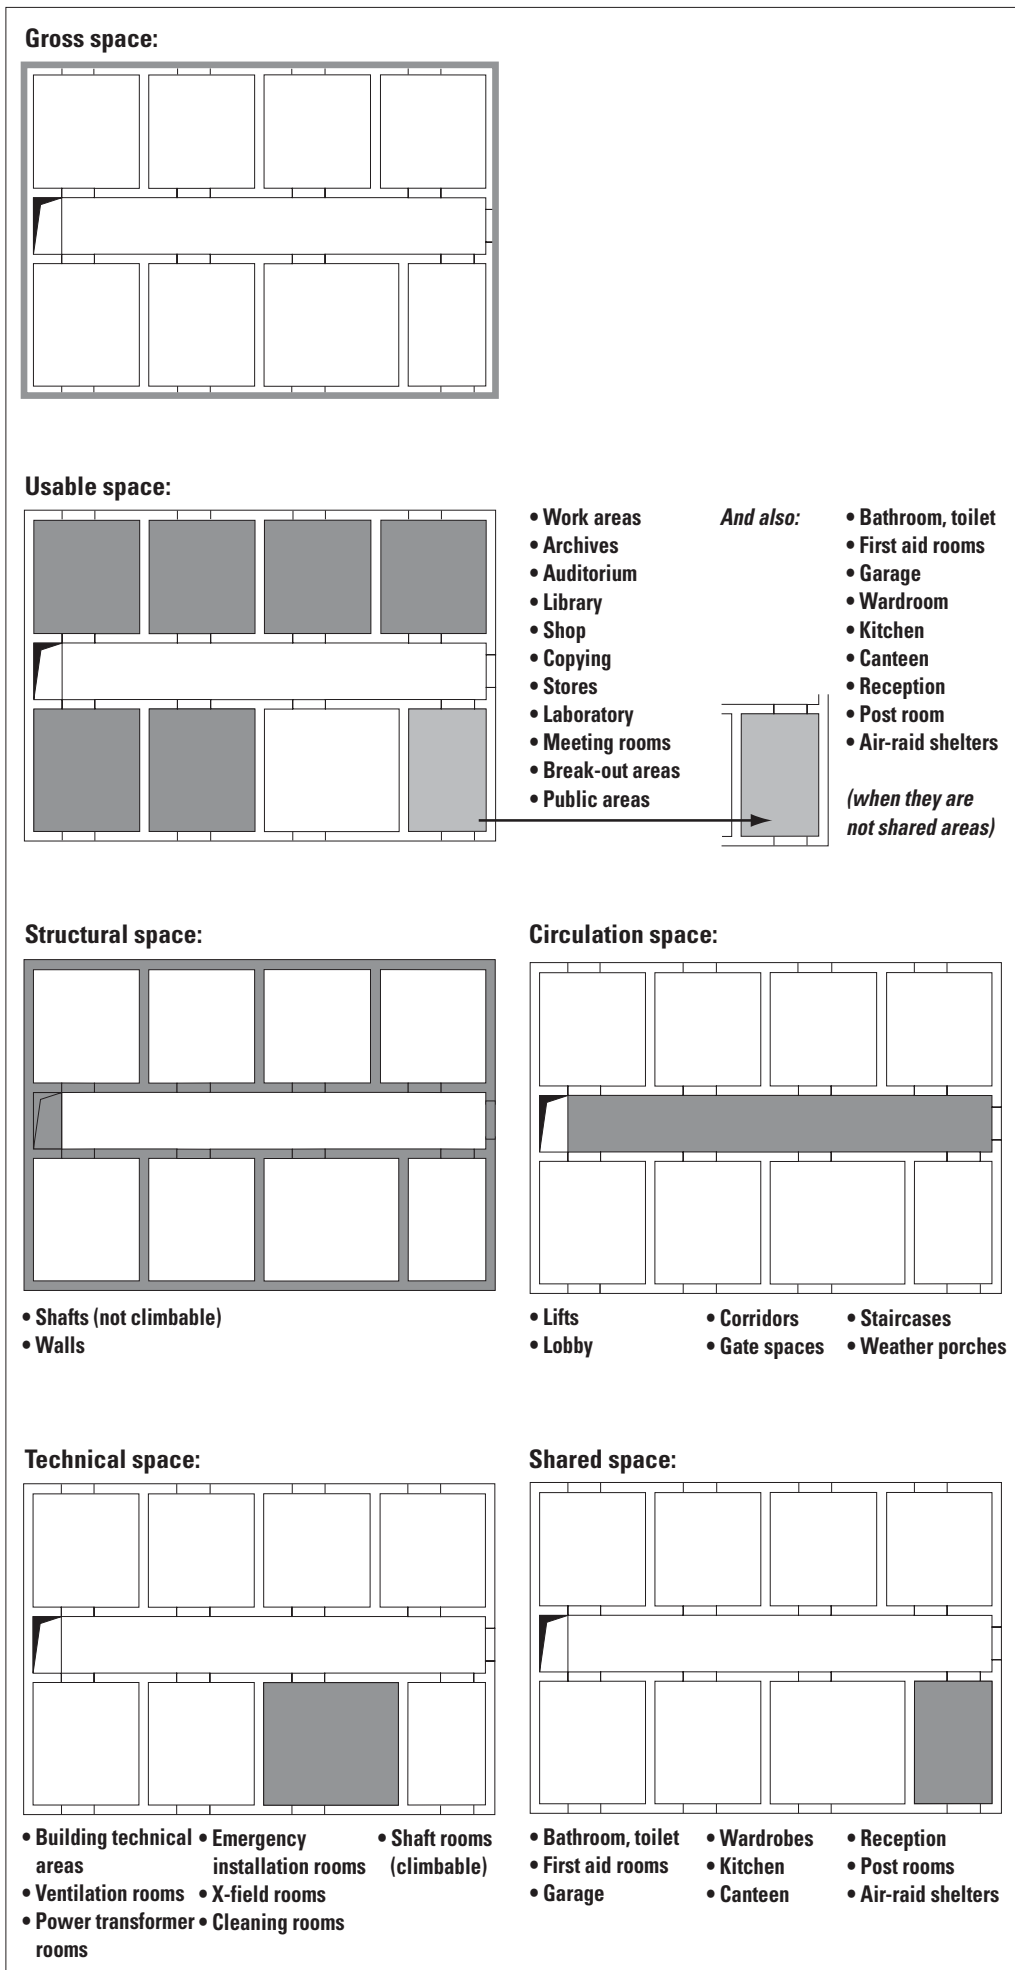 Gross space:
Usable space:
• Work areas
• Archives
• Auditorium
• Library
• Shop
• Copying
• Stores
• Laboratory
• Meeting rooms
• Break-out areas
• Public areas
And also:
• Bathroom, toilet
• First aid rooms
• Garage
• Wardroom
• Kitchen
• Canteen
• Reception
• Post room
• Air-raid shelters
(when they are
not shared areas)
Structural space:
• Shafts (not climbable)
• Walls
Circulation space:
• Lifts
• Lobby
• Corridors
• Gate spaces
• Staircases
• Weather porches
Technical space:
• Building technical
areas
• Ventilation rooms
• Power transformer
rooms
• Emergency
installation rooms
• X-field rooms
• Cleaning rooms
• Shaft rooms
(climbable)
Shared space:
• Bathroom, toilet
• First aid rooms
• Garage
• Wardrobes
• Kitchen
• Canteen
• Reception
• Post rooms
• Air-raid shelters